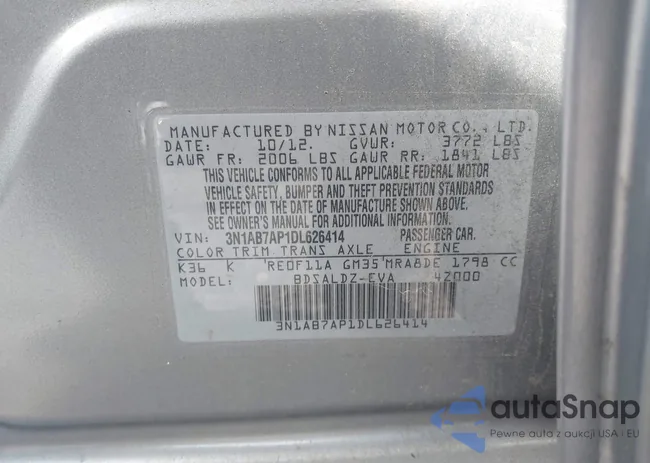 MANUFACTURED BY NISSAN MOTOR CO., LTD.
DATE: 10/12. GVWR: 3772 LBS
GAWR FR: 2006 LBS GAWR RR: 1841 LBS
THIS VEHICLE CONFORMS TO ALL APPLICABLE FEDERAL MOTOR
VEHICLE SAFETY, BUMPER AND THEFT PREVENTION STANDARDS
IN EFFECT ON THE DATE OF MANUFACTURE SHOWN ABOVE.
SEE OWNER'S MANUAL FOR ADDITIONAL INFORMATION.
VIN: 3N1AB7AP1DL626414 PASSENGER CAR.
COLOR TRIM TRANS AXLE ENGINE
K36 K RE0F11A GM35 MRA8DE 1798 CC
MODEL: BDSALDZ-EVA 4Z000
3N1AB7AP1DL626414
autoSnap
Pewne auta z aukcji USA i EU